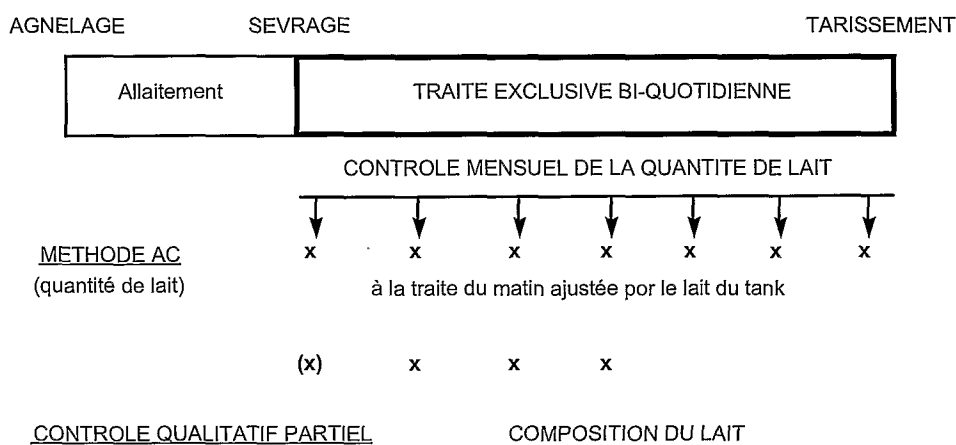 AGNELAGE SEVRAGE TARISSEMENT
Allaitement TRAITE EXCLUSIVE BI-QUOTIDIENNE
CONTROLE MENSUEL DE LA QUANTITE DE LAIT
METHODE AC x x x x x x x
(quantité de lait) à la traite du matin ajustée por le lait du tank
(x) x x x
CONTROLE QUALITATIF PARTIEL COMPOSITION DU LAIT